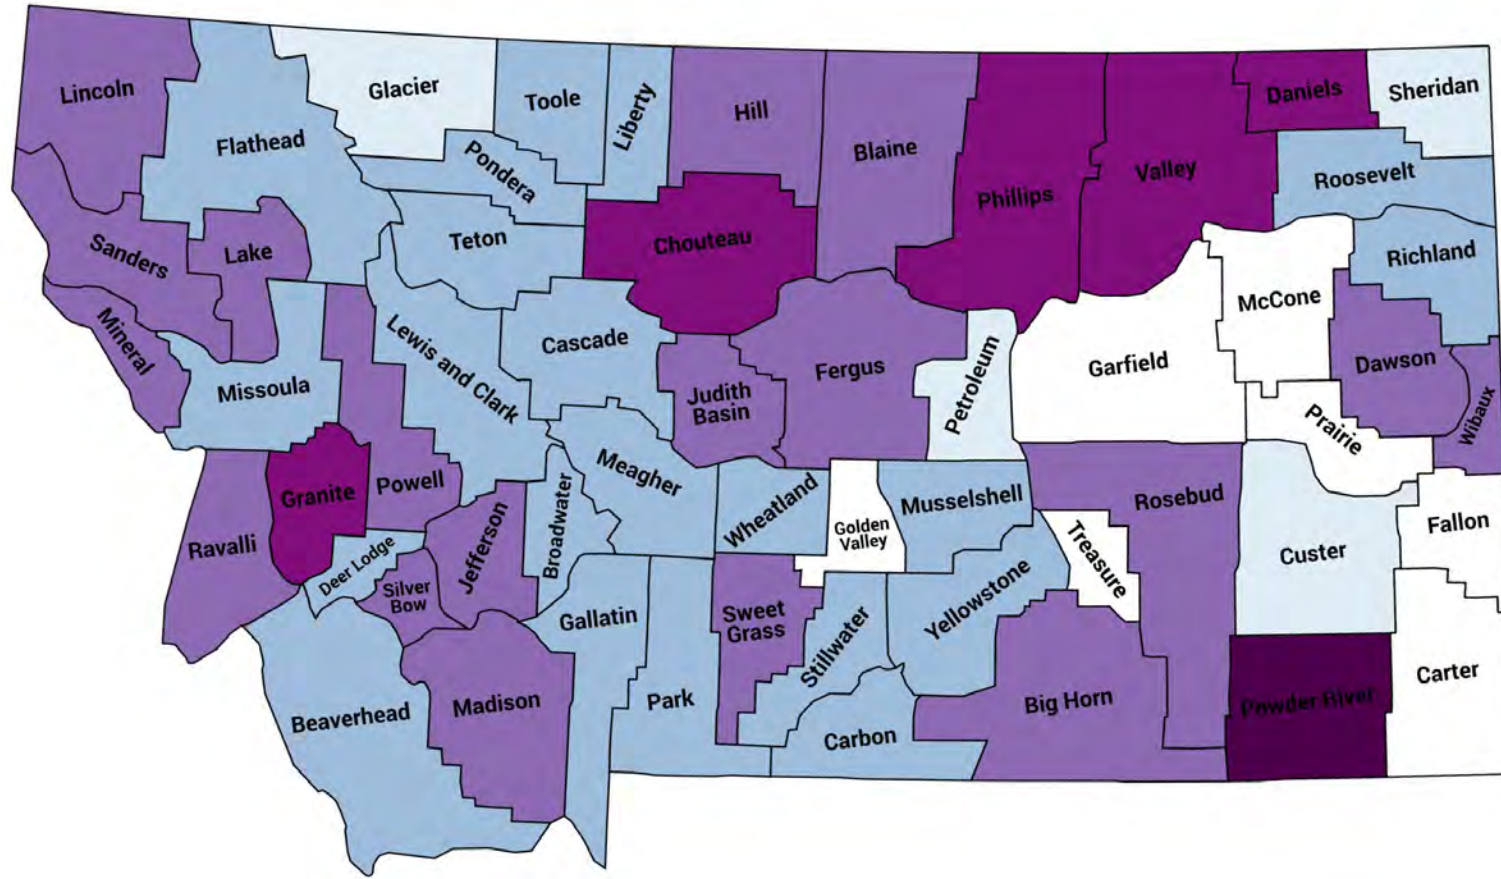 Lincoln
Flathead
Glacier
Toole
Liberty
Hill
Blaine
Phillips
Valley
Daniels
Sheridan
Pondera
Roosevelt
Sanders
Lake
Teton
Chouteau
Richland
McCone
Mineral
Missoula
Lewis and Clark
Cascade
Judith
Basin
Fergus
Petroleum
Garfield
Dawson
Wibaux
Prairie
Ravalli
Granite
Powell
Jefferson
Broadwater
Meagher
Wheatland
Golden
Valley
Musselshell
Treasure
Rosebud
Custer
Fallon
Deer Lodge
Silver
Bow
Gallatin
Sweet
Grass
Stillwater
Yellowstone
Beaverhead
Madison
Park
Carbon
Big Horn
Powder River
Carter